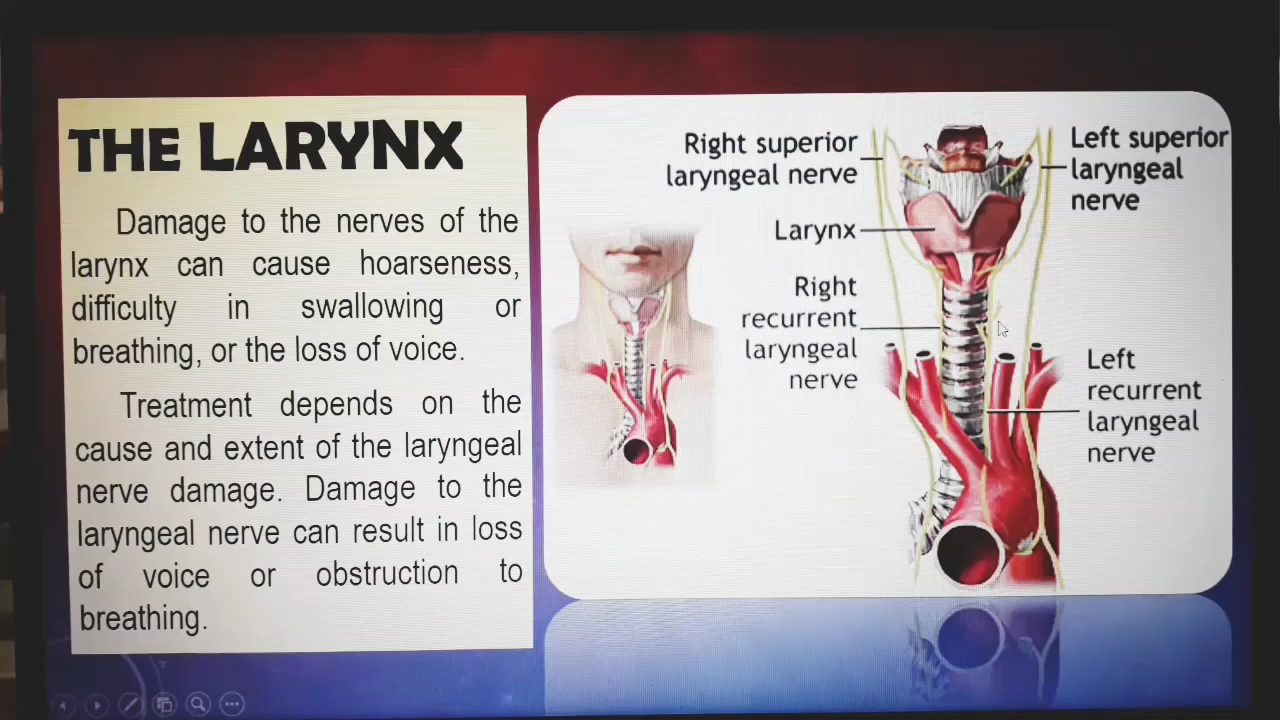 THE LARYNX
Damage to the nerves of the
larynx can cause hoarseness,
difficulty in swallowing or
breathing, or the loss of voice.
Treatment depends on the
cause and extent of the laryngeal
nerve damage. Damage to the
laryngeal nerve can result in loss
of voice or obstruction to
breathing.
Right superior
laryngeal nerve
Larynx
Right
recurrent
laryngeal
nerve
Left superior
laryngeal
nerve
Left
recurrent
laryngeal
nerve